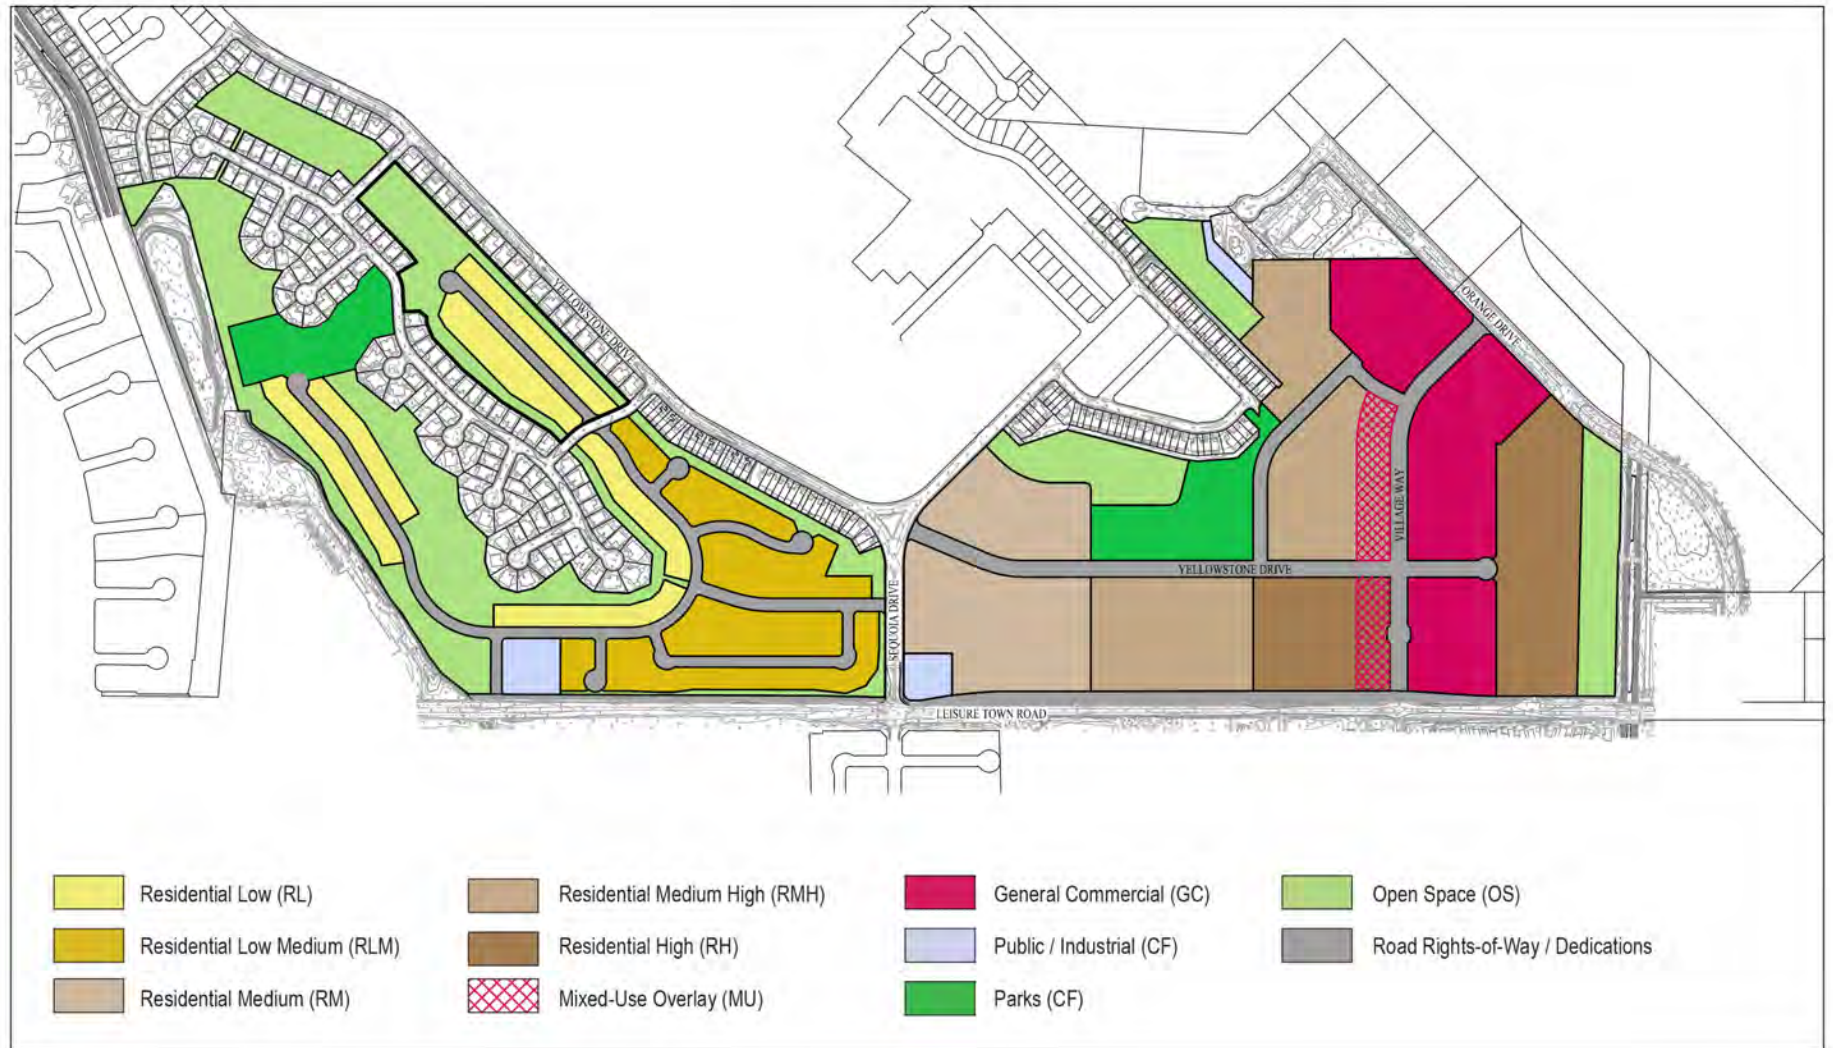 YELLOWSTONE DRIVE
ORANGE DRIVE
VILLAGE WAY
YELLOWSTONE DRIVE
SEQUOIA DRIVE
LEISURE TOWN ROAD
Residential Low (RL)
Residential Medium High (RMH)
General Commercial (GC)
Open Space (OS)
Residential Low Medium (RLM)
Residential High (RH)
Public / Industrial (CF)
Road Rights-of-Way / Dedications
Residential Medium (RM)
Mixed-Use Overlay (MU)
Parks (CF)